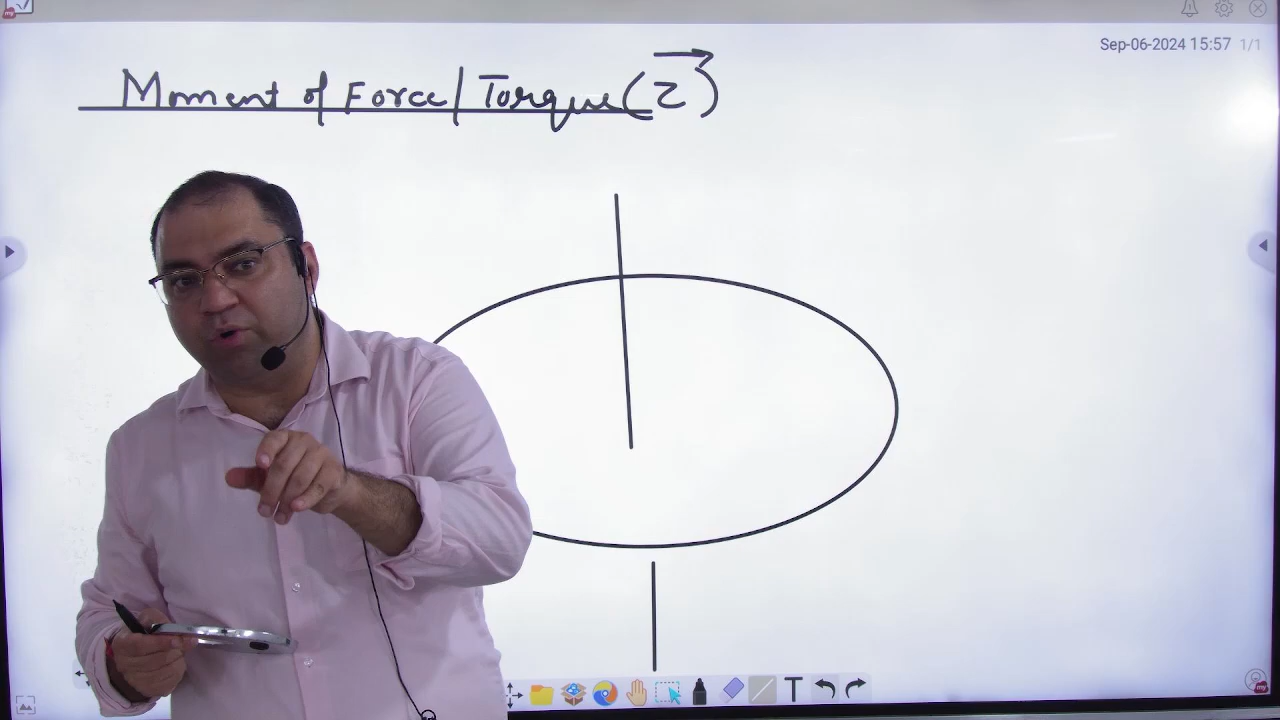 Sep-06-2024 15:57 1/1
Moment of Force/Torque(τ⃗)